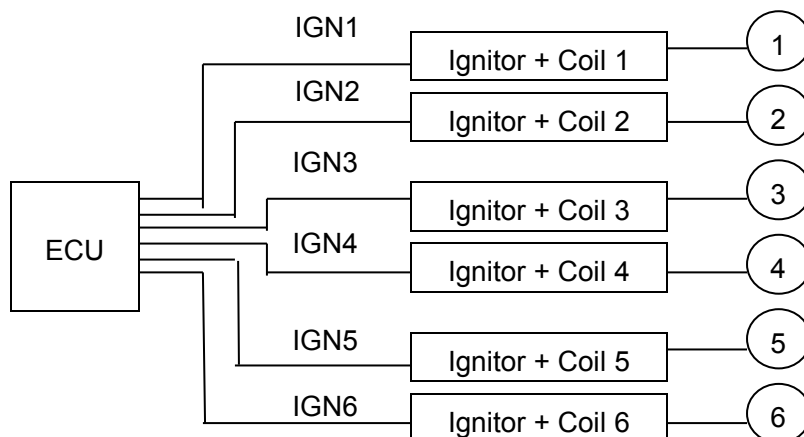 IGN1
Ignitor + Coil 1
1
IGN2
Ignitor + Coil 2
2
IGN3
Ignitor + Coil 3
3
ECU
IGN4
Ignitor + Coil 4
4
IGN5
Ignitor + Coil 5
5
IGN6
Ignitor + Coil 6
6